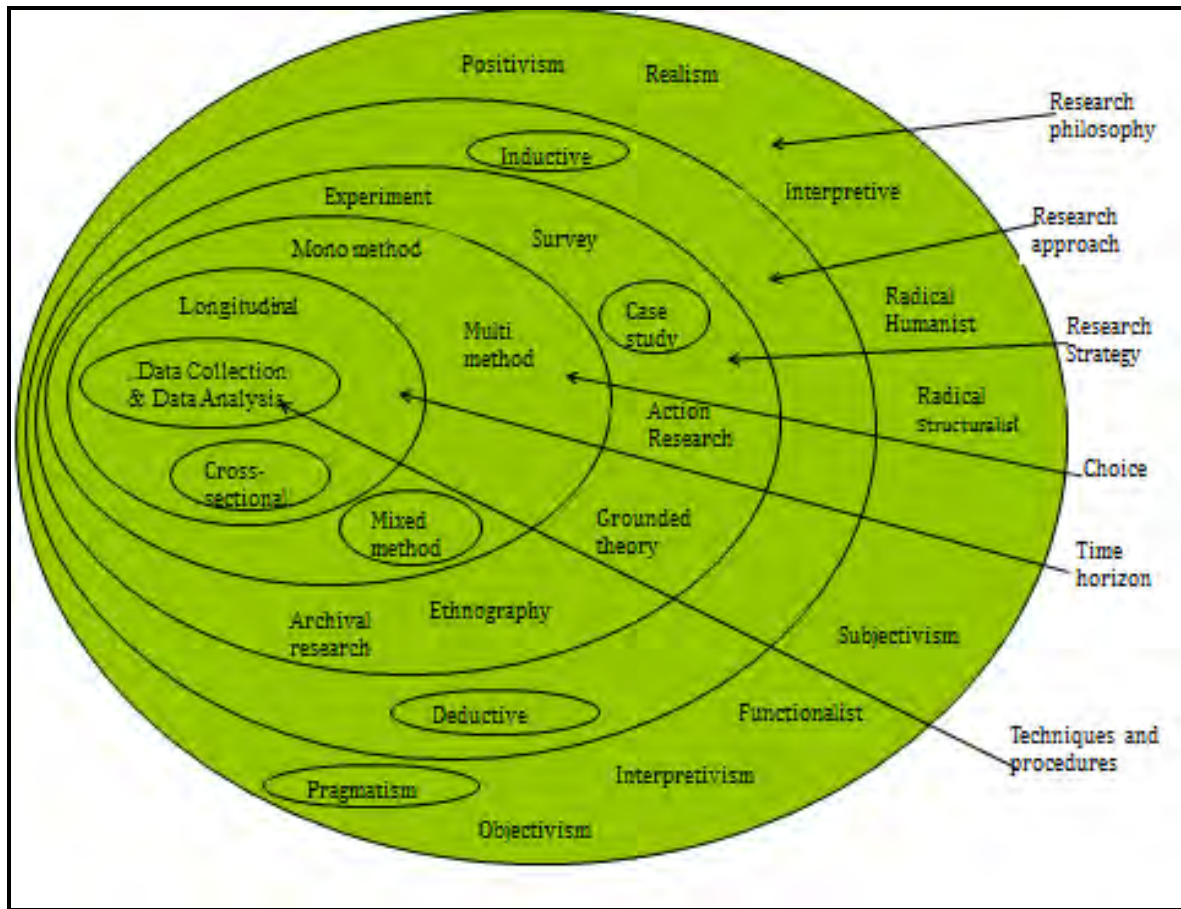 Positivism
Realism
Research
philosophy
Inductive
Interpretive
Experiment
Survey
Research
approach
Mono method
Longitudinal
Case
study
Radical
Humanist
Multi
method
Research
Strategy
Data Collection
& Data Analysis
Action
Research
Radical
Structuralist
Cross-
sectional
Choice
Mixed
method
Grounded
theory
Time
horizon
Archival
research
Ethnography
Subjectivism
Deductive
Functionalist
Techniques and
procedures
Pragmatism
Interpretivism
Objectivism